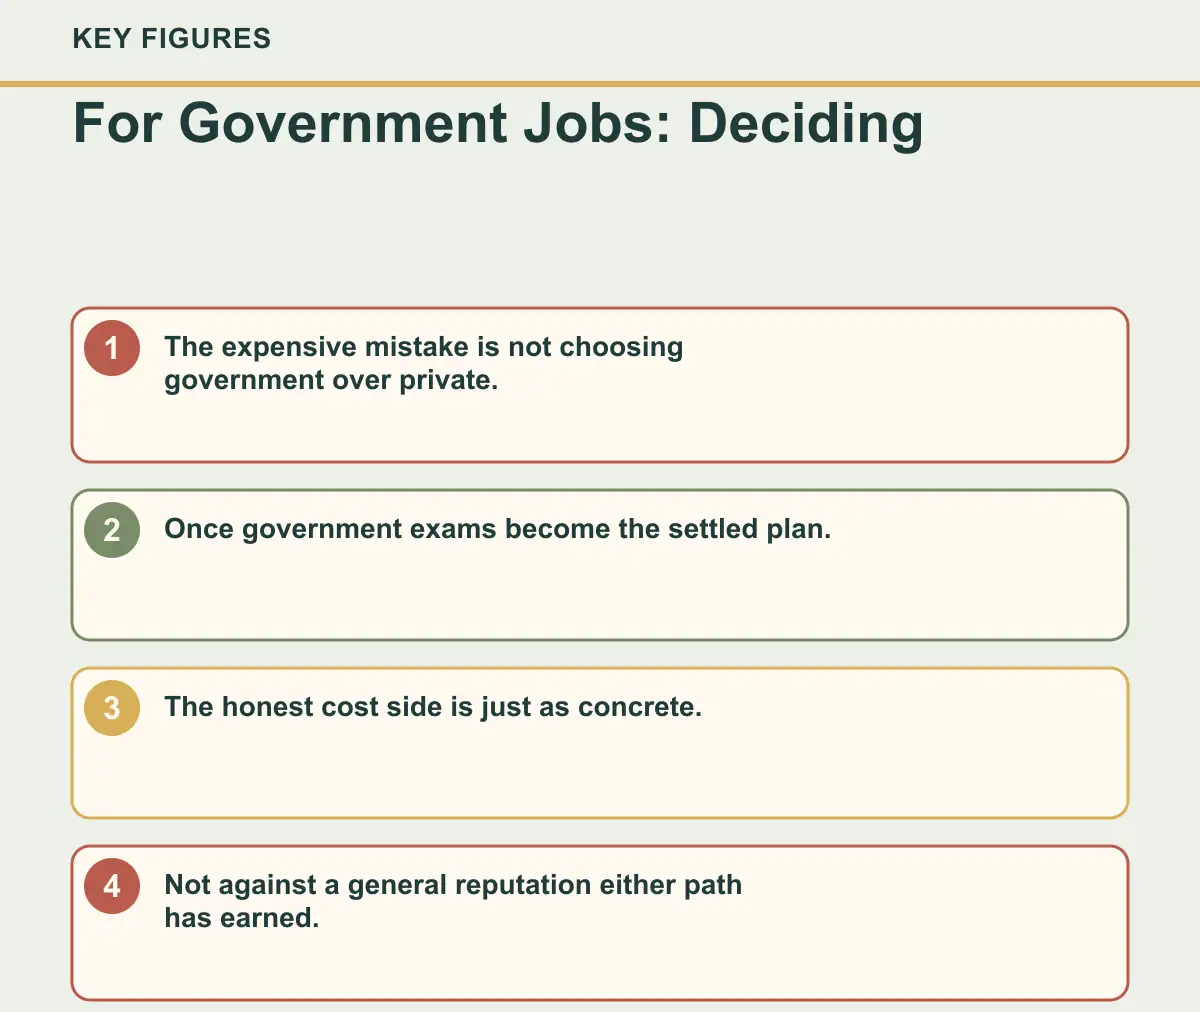 KEY FIGURES
For Government Jobs: Deciding
1
The expensive mistake is not choosing
government over private.
2
Once government exams become the settled plan.
3
The honest cost side is just as concrete.
4
Not against a general reputation either path
has earned.